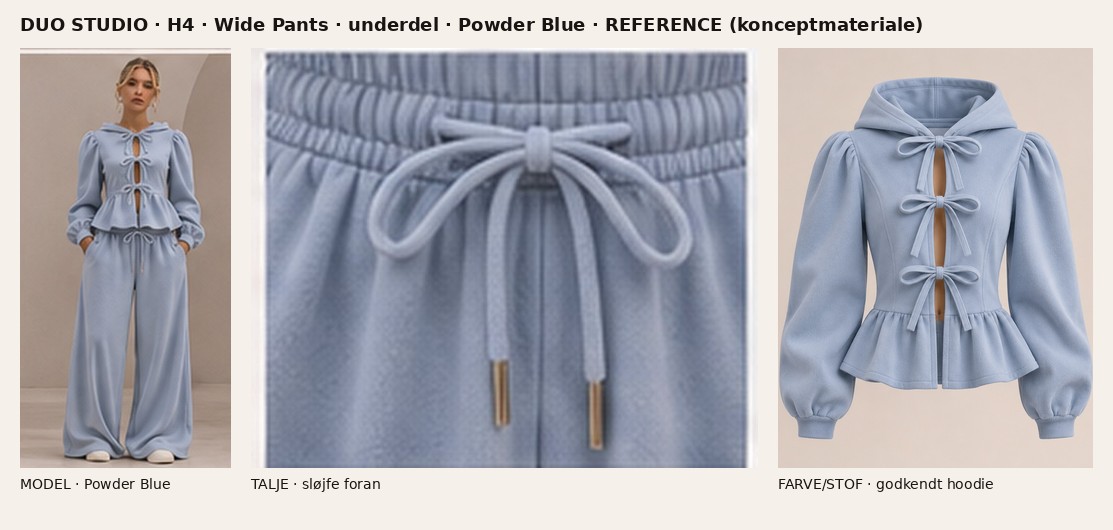 DUO STUDIO · H4 · Wide Pants · underdel · Powder Blue · REFERENCE (konceptmateriale)
MODEL · Powder Blue
TALJE · sløjfe foran
FARVE/STOF · godkendt hoodie